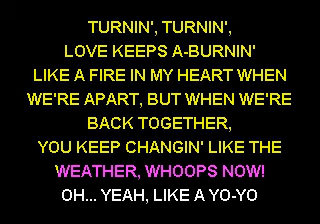 TURNIN', TURNIN',
LOVE KEEPS A-BURNIN'
LIKE A FIRE IN MY HEART WHEN
WE'RE APART, BUT WHEN WE'RE
BACK TOGETHER,
YOU KEEP CHANGIN' LIKE THE
WEATHER, WHOOPS NOW!
OH... YEAH, LIKE A YO-YO